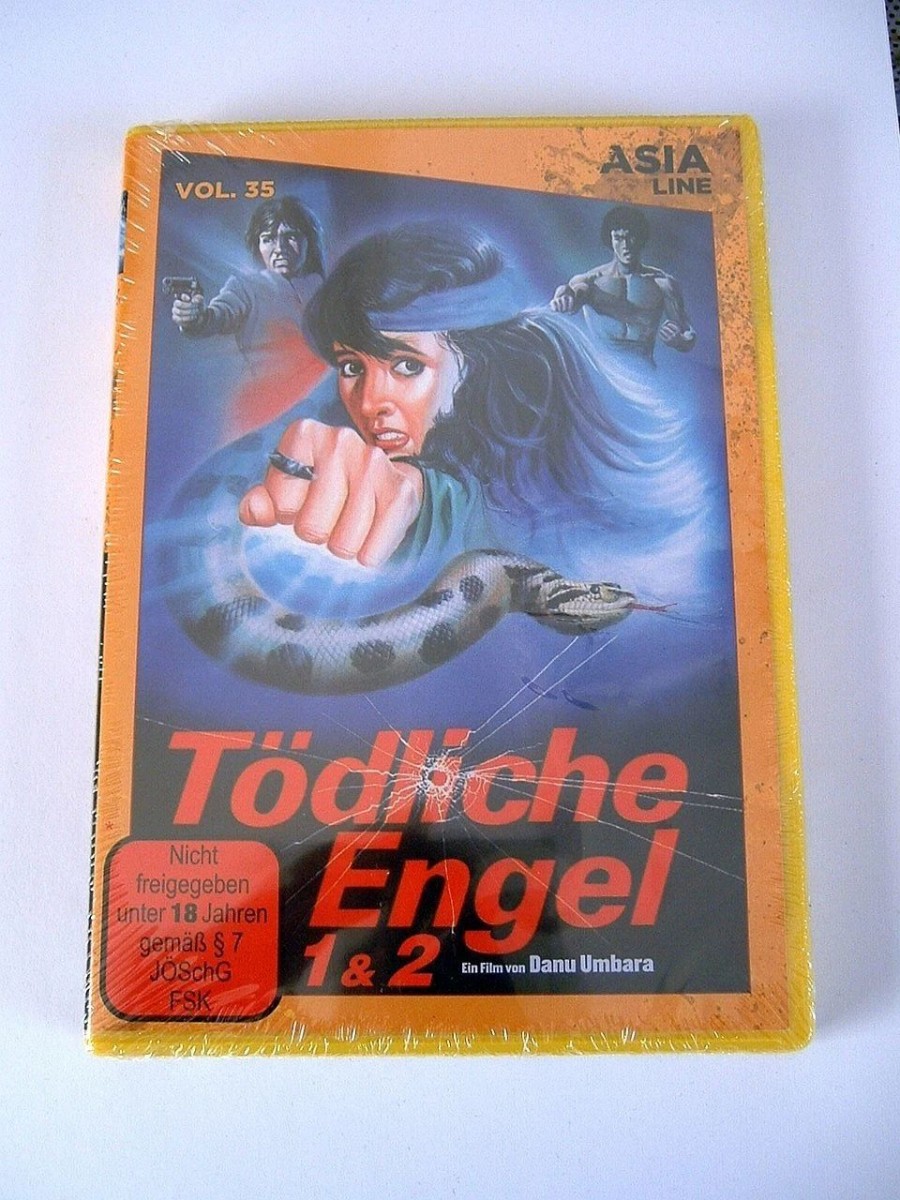 VOL. 35
ASIA
LINE
Tödliche
Engel
1 & 2
Ein Film von Danu Umbara
Nicht
freigegeben
unter 18 Jahren
gemäß § 7
JÖSchG
FSK